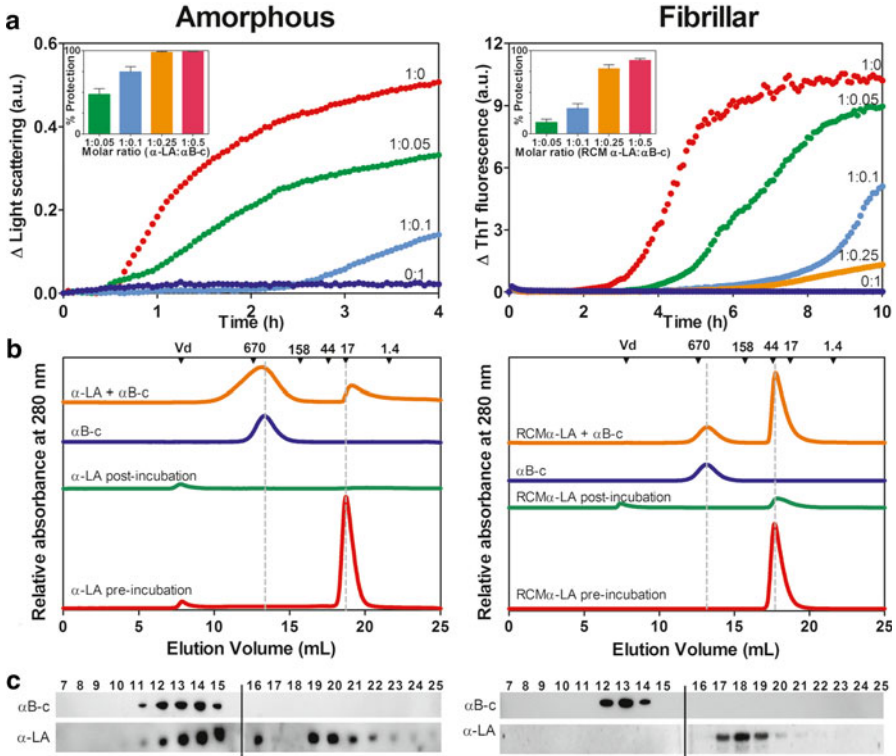 Amorphous
Fibrillar
a
0.6
0.4
0.2
0.0
Δ Light scattering (a.u.)
100
% Protection
1:0.05 1:0.1 1:0.25 1:0.5
Molar ratio (α-LA:αB-c)
1:0
1:0.05
1:0.1
0:1
0 1 2 3 4
Time (h)
12
9
6
3
0
Δ ThT fluorescence (a.u.)
100
% Protection
1:0.05 1:0.1 1:0.25 1:0.5
Molar ratio (RCM α-LA:αB-c)
1:0
1:0.05
1:0.1
1:0.25
0:1
0 2 4 6 8 10
Time (h)
b
Relative absorbance at 280 nm
Vd 670 158 44 17 1.4
α-LA + αB-c
αB-c
α-LA post-incubation
α-LA pre-incubation
0 5 10 15 20 25
Elution Volume (mL)
Relative absorbance at 280 nm
Vd 670 158 44 17 1.4
RCMα-LA + αB-c
αB-c
RCMα-LA post-incubation
RCMα-LA pre-incubation
0 5 10 15 20 25
Elution Volume (mL)
c
7 8 9 10 11 12 13 14 15 16 17 18 19 20 21 22 23 24 25
αB-c
α-LA
7 8 9 10 11 12 13 14 15 16 17 18 19 20 21 22 23 24 25
αB-c
α-LA